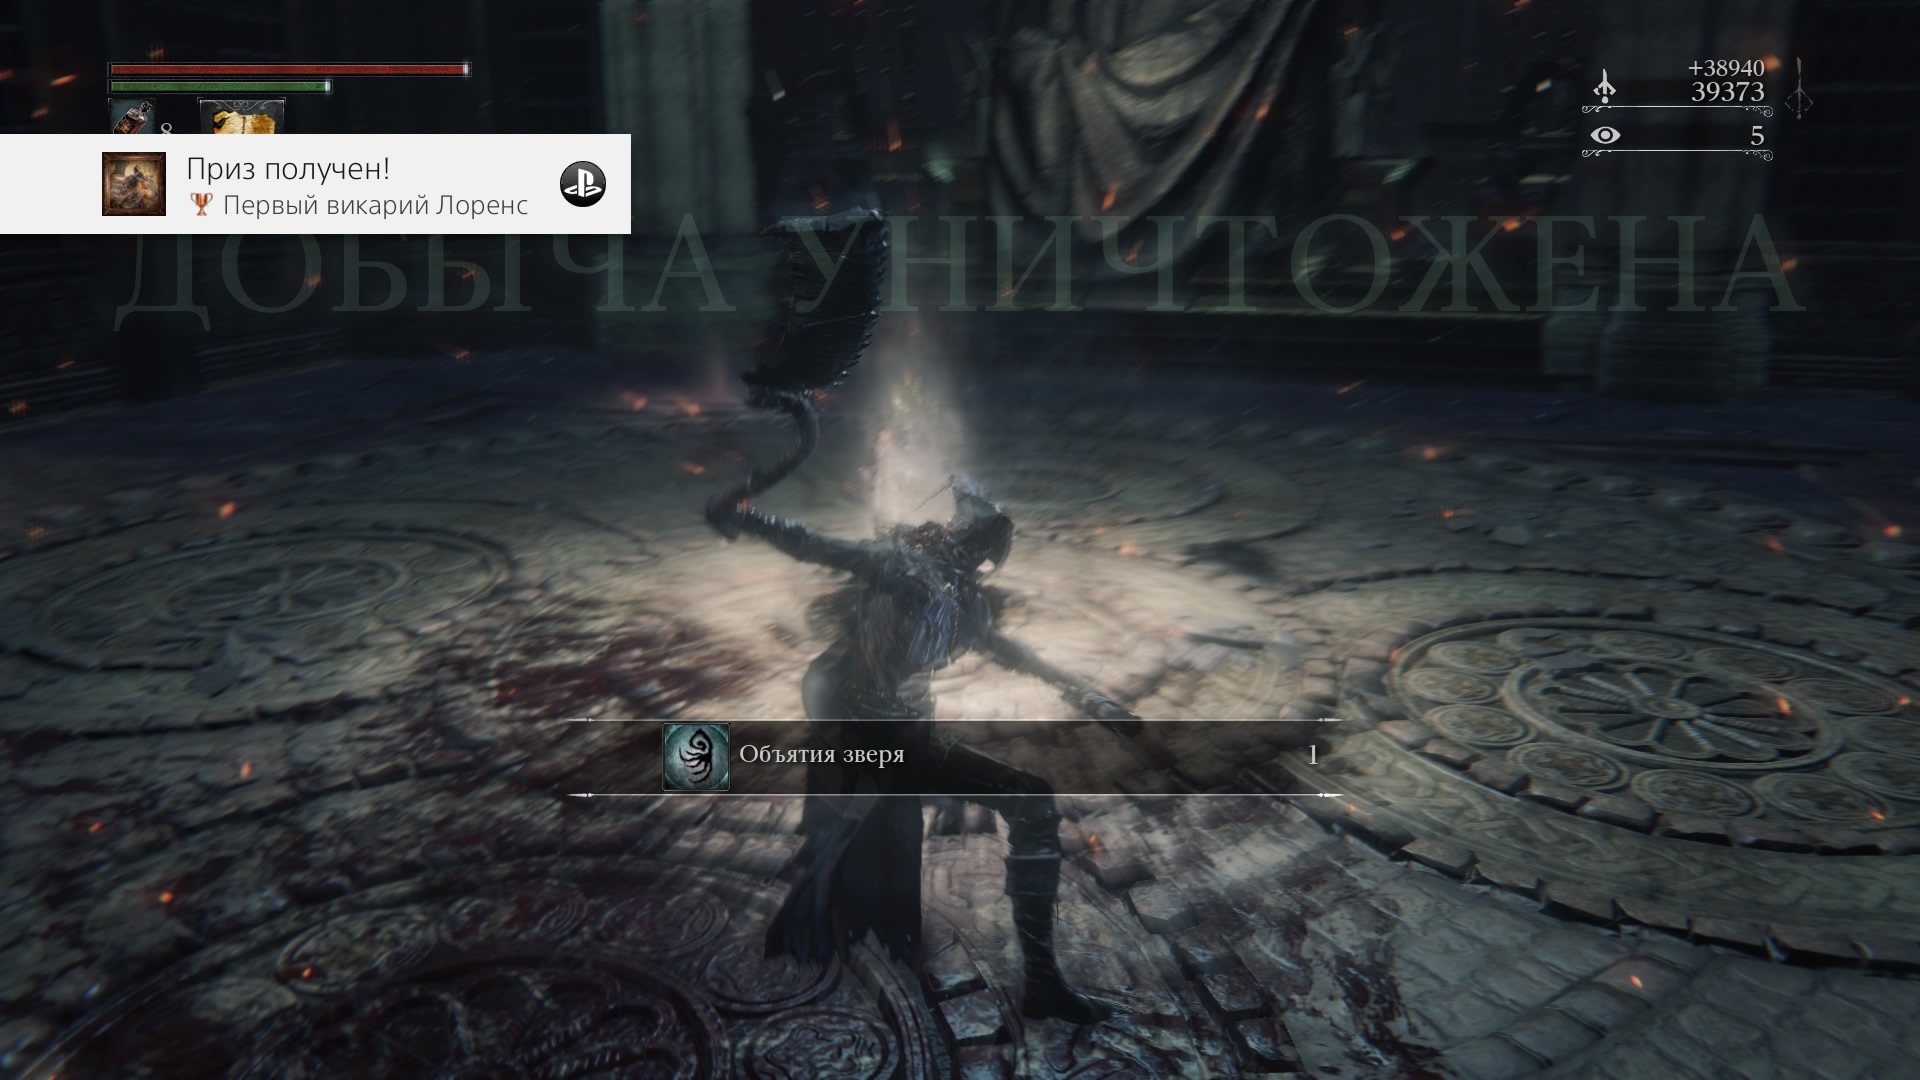 +38940
39373
8
5
Приз получен!
Первый викарий Лоренс
ДОБЫЧА УНИЧТОЖЕНА
Объятия зверя 1